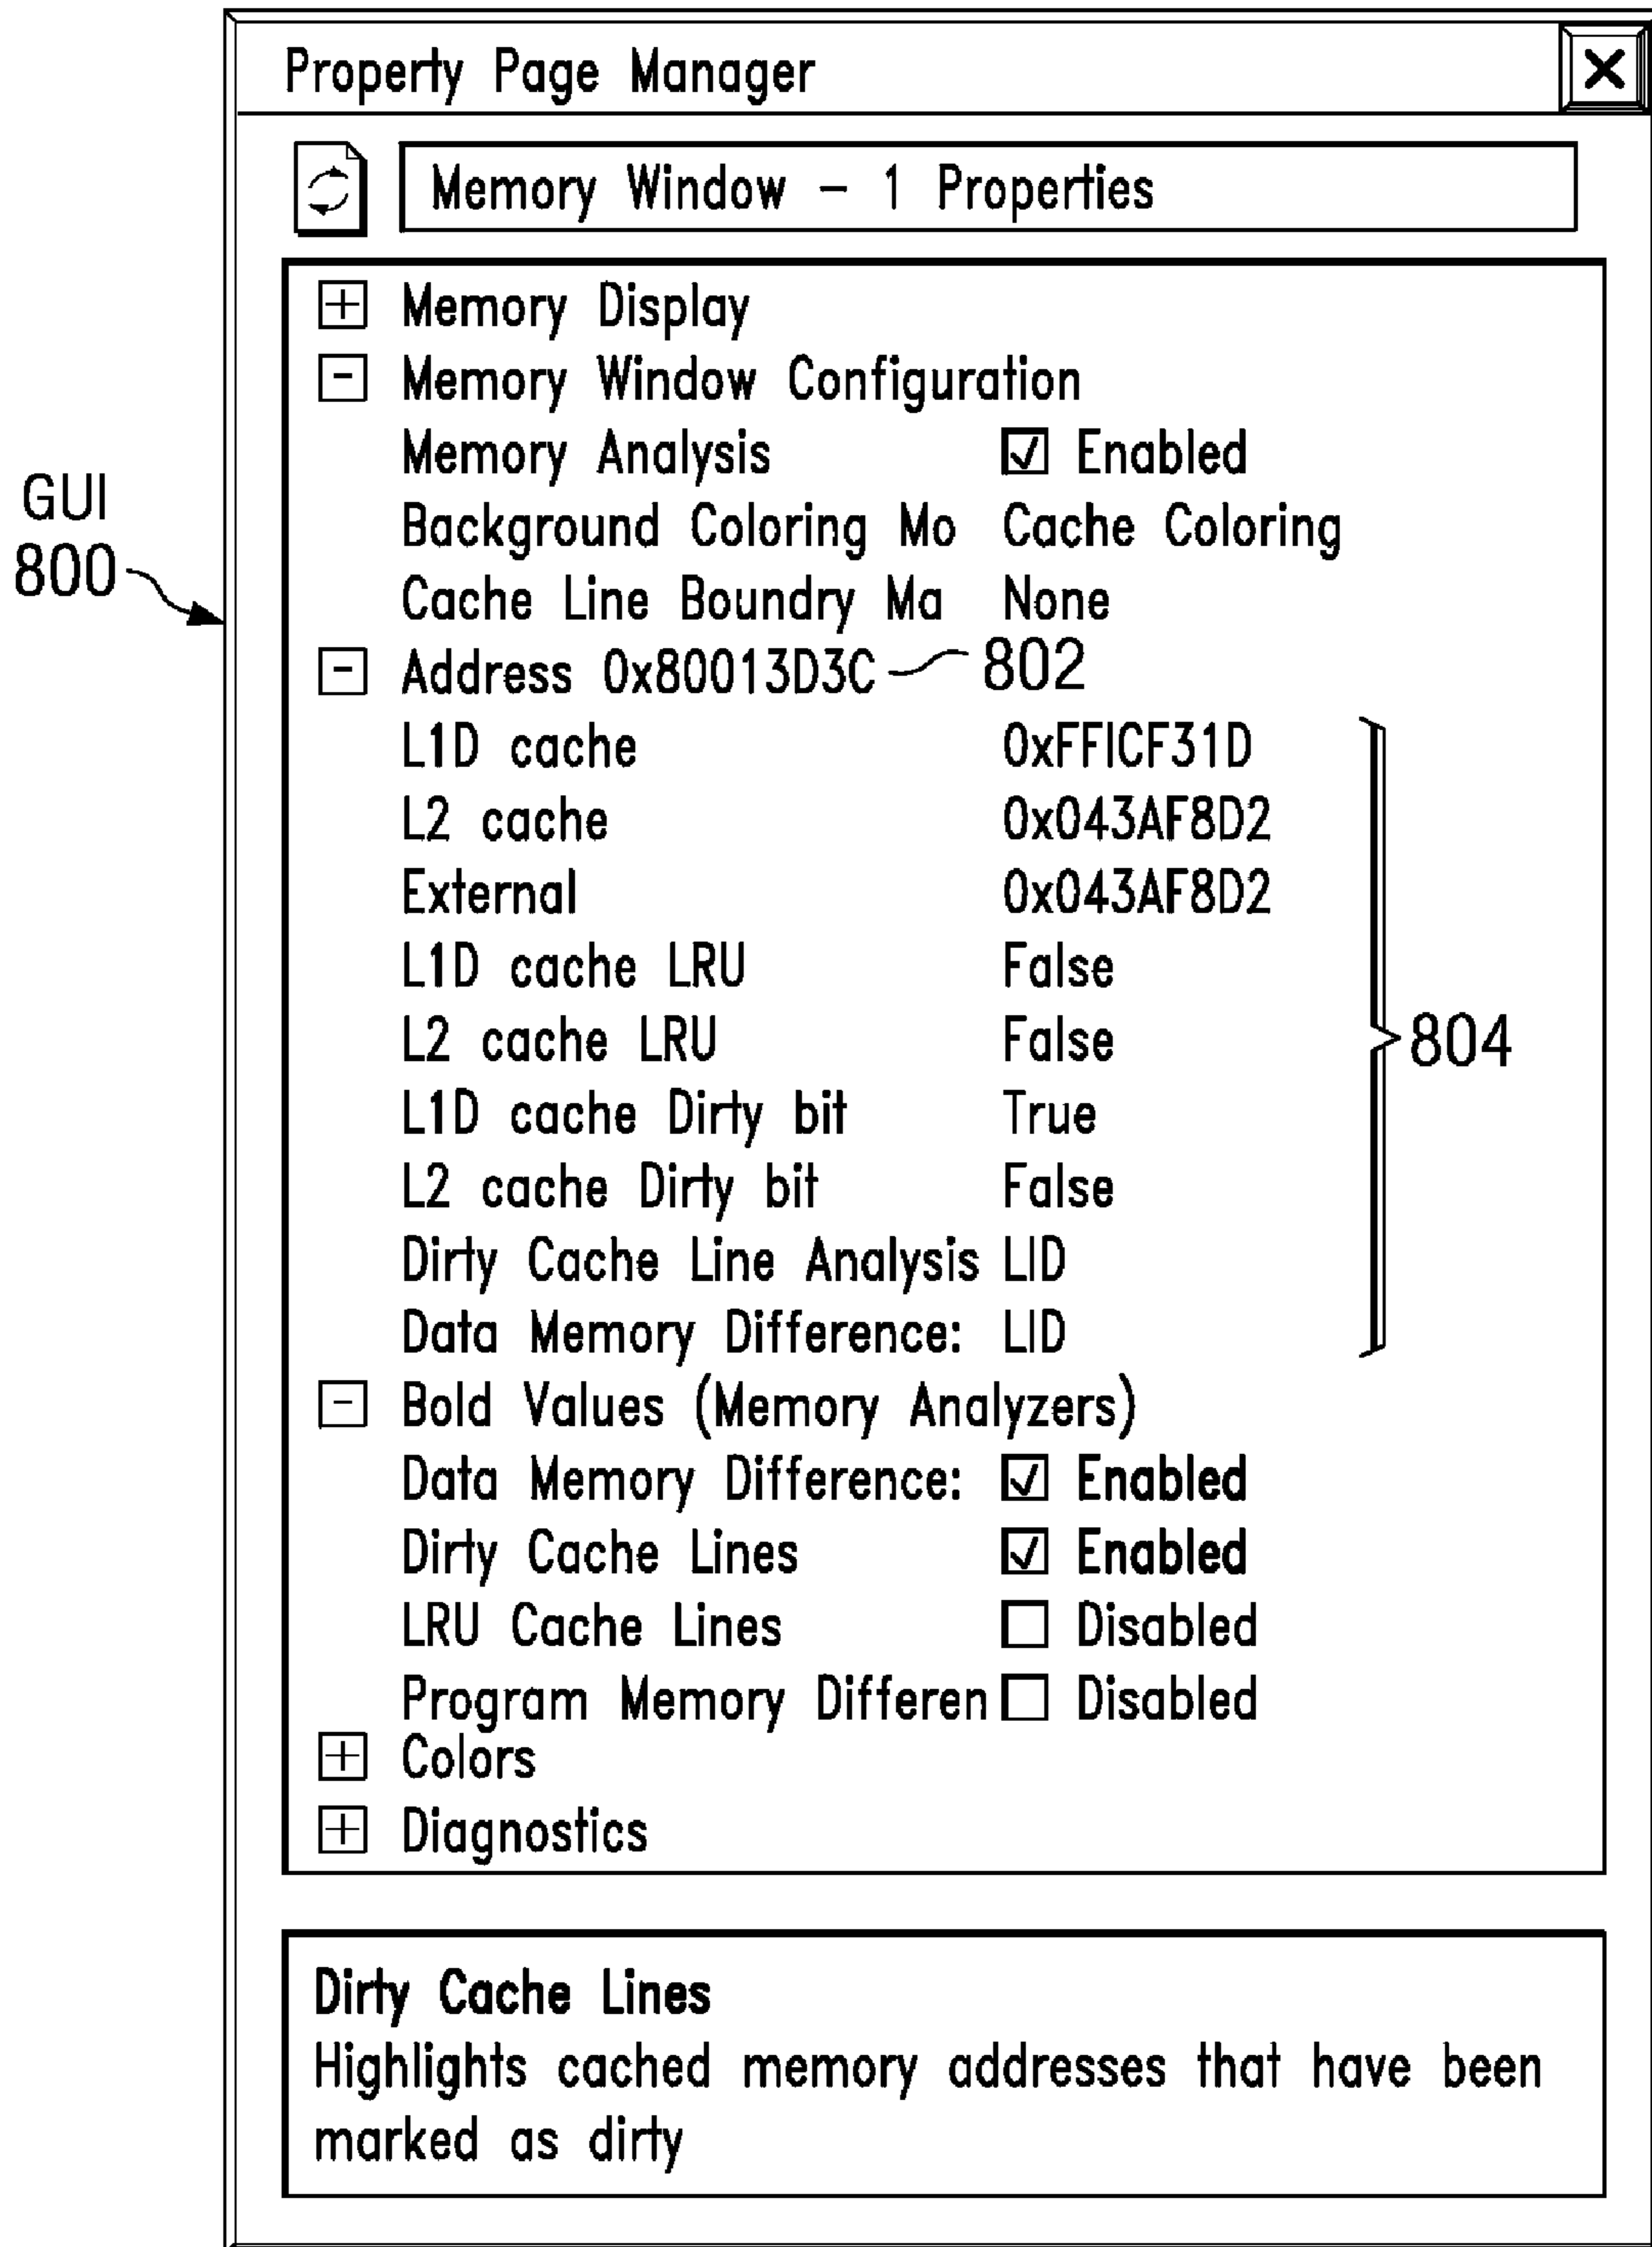 Property Page Manager
Memory Window – 1 Properties
Memory Display
Memory Window Configuration
Memory Analysis Enabled
Background Coloring Mo Cache Coloring
Cache Line Boundry Ma None
Address 0x80013D3C 802
L1D cache 0xFFICF31D
L2 cache 0x043AF8D2
External 0x043AF8D2
L1D cache LRU False
L2 cache LRU False
L1D cache Dirty bit True
L2 cache Dirty bit False
Dirty Cache Line Analysis LID
Data Memory Difference: LID
804
Bold Values (Memory Analyzers)
Data Memory Difference: Enabled
Dirty Cache Lines Enabled
LRU Cache Lines Disabled
Program Memory Differen Disabled
Colors
Diagnostics
Dirty Cache Lines
Highlights cached memory addresses that have been
marked as dirty
GUI
800